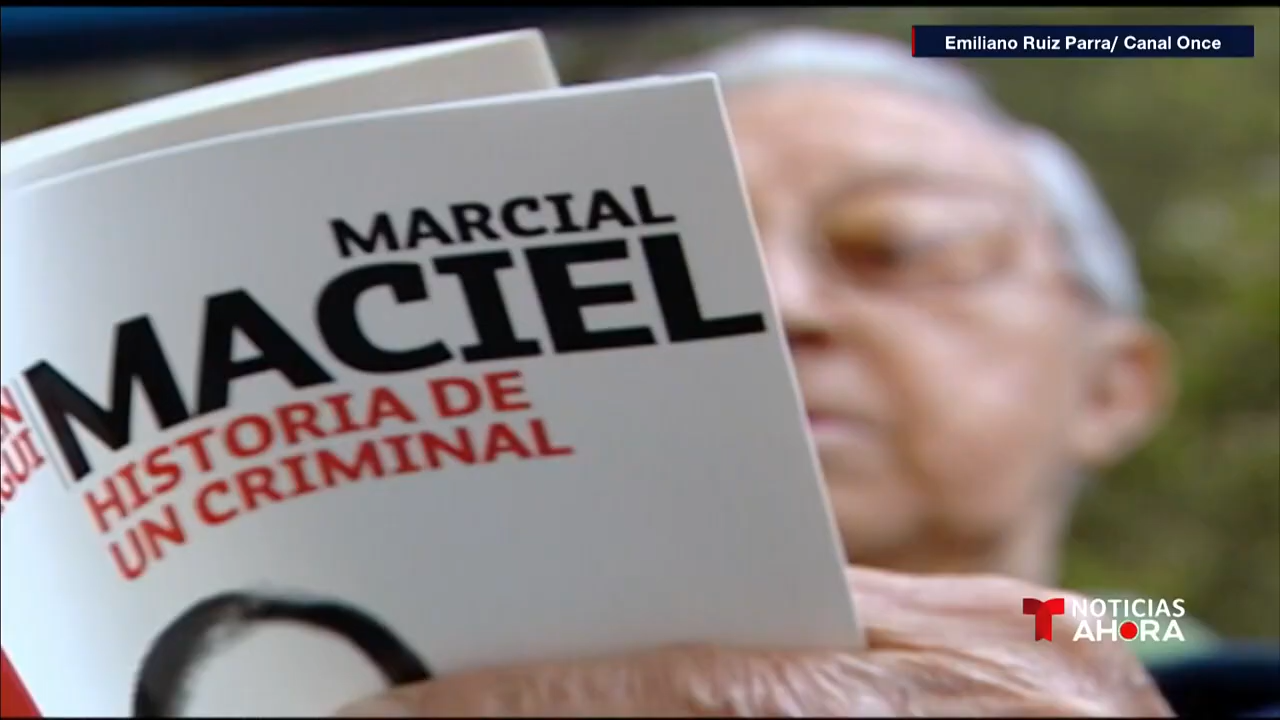 Emiliano Ruiz Parra/ Canal Once
MARCIAL
MACIEL
HISTORIA DE
UN CRIMINAL
NOTICIAS
AHORA